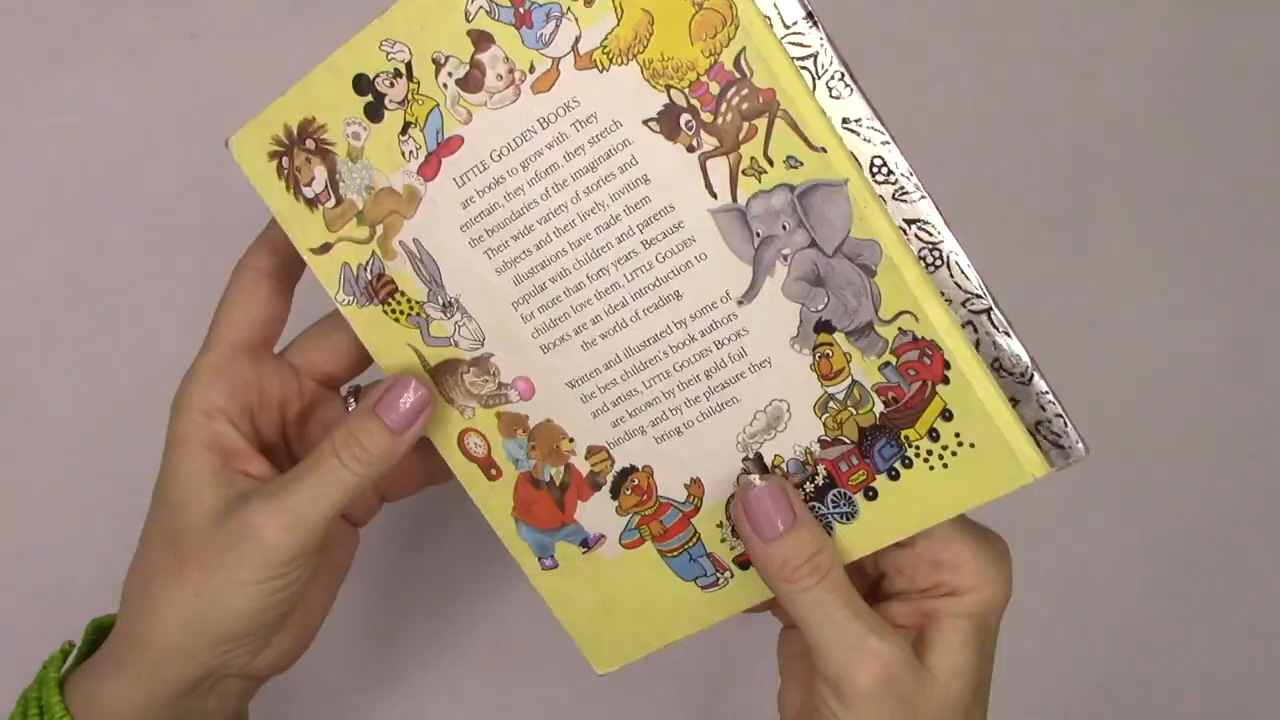 LITTLE GOLDEN BOOKS
are books to grow with. They
entertain, they inform, they stretch
the boundaries of the imagination.
Their wide variety of stories and
subjects and their lively, inviting
illustrations have made them
popular with children and parents
for more than forty years. Because
children love them, LITTLE GOLDEN
BOOKS are an ideal introduction to
the world of reading.
Written and illustrated by some of
the best children's book authors
and artists, LITTLE GOLDEN BOOKS
are known by their gold foil
binding–and by the pleasure they
bring to children.